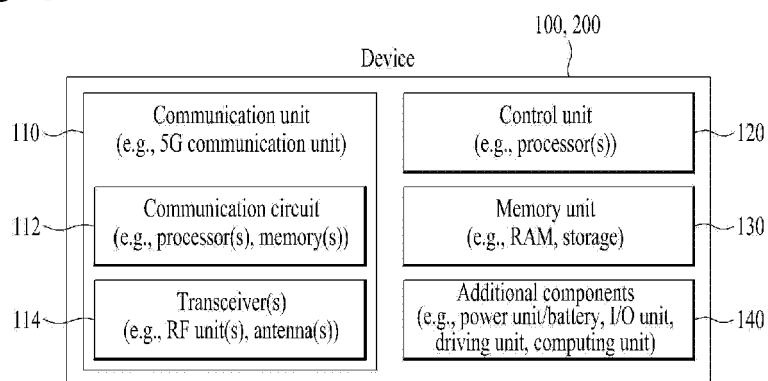 100, 200
Device
110
Communication unit
(e.g., 5G communication unit)
Control unit
(e.g., processor(s))
120
112
Communication circuit
(e.g., processor(s), memory(s))
Memory unit
(e.g., RAM, storage)
130
114
Transceiver(s)
(e.g., RF unit(s), antenna(s))
Additional components
(e.g., power unit/battery, I/O unit,
driving unit, computing unit)
140